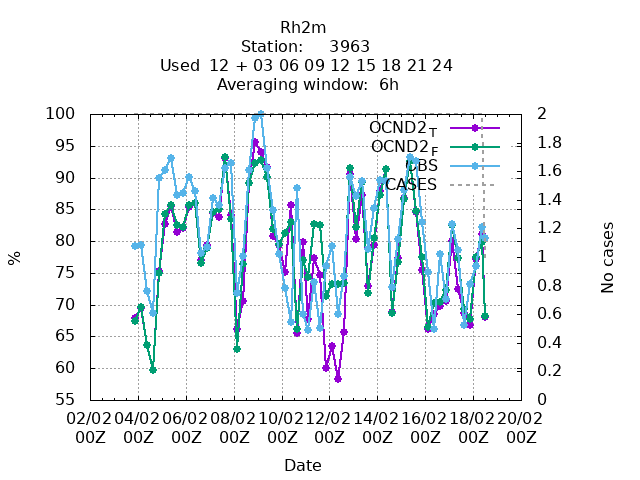 Rh2m
Station: 3963
Used 12 + 03 06 09 12 15 18 21 24
Averaging window: 6h
OCND2T
OCND2F
OBS
CASES
100
95
90
85
80
75
70
65
60
55
%
2
1.8
1.6
1.4
1.2
1
0.8
0.6
0.4
0.2
0
No cases
02/02 04/02 06/02 08/02 10/02 12/02 14/02 16/02 18/02 20/02
00Z 00Z 00Z 00Z 00Z 00Z 00Z 00Z 00Z 00Z
Date